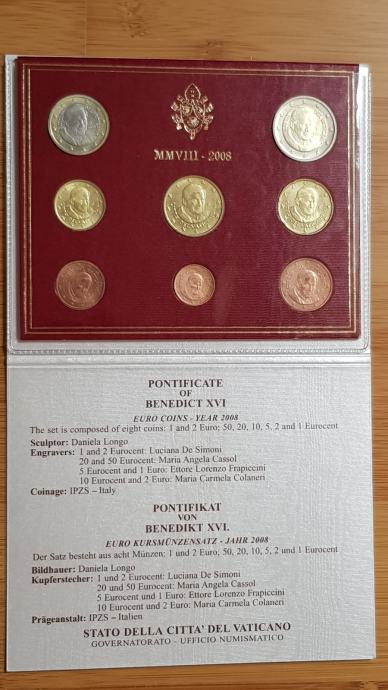 MMVIII - 2008
PONTIFICATE
OF
BENEDICT XVI
EURO COINS - YEAR 2008
The set is composed of eight coins: 1 and 2 Euro; 50, 20, 10, 5, 2 and 1 Eurocent
Sculptor: Daniela Longo
Engravers: 1 and 2 Eurocent: Luciana De Simoni
20 and 50 Eurocent: Maria Angela Cassol
5 Eurocent and 1 Euro: Ettore Lorenzo Frapiccini
10 Eurocent and 2 Euro: Maria Carmela Colaneri
Coinage: IPZS – Italy
PONTIFIKAT
VON
BENEDIKT XVI.
EURO KURSMÜNZENSATZ - JAHR 2008
Der Satz besteht aus acht Münzen: 1 und 2 Euro; 50, 20, 10, 5, 2 und 1 Eurocent
Bildhauer: Daniela Longo
Kupferstecher: 1 und 2 Eurocent: Luciana De Simoni
20 und 50 Eurocent: Maria Angela Cassol
5 Eurocent und 1 Euro: Ettore Lorenzo Frapiccini
10 Eurocent und 2 Euro: Maria Carmela Colaneri
Prägeanstalt: IPZS – Italien
STATO DELLA CITTA' DEL VATICANO
GOVERNATORATO - UFFICIO NUMISMATICO